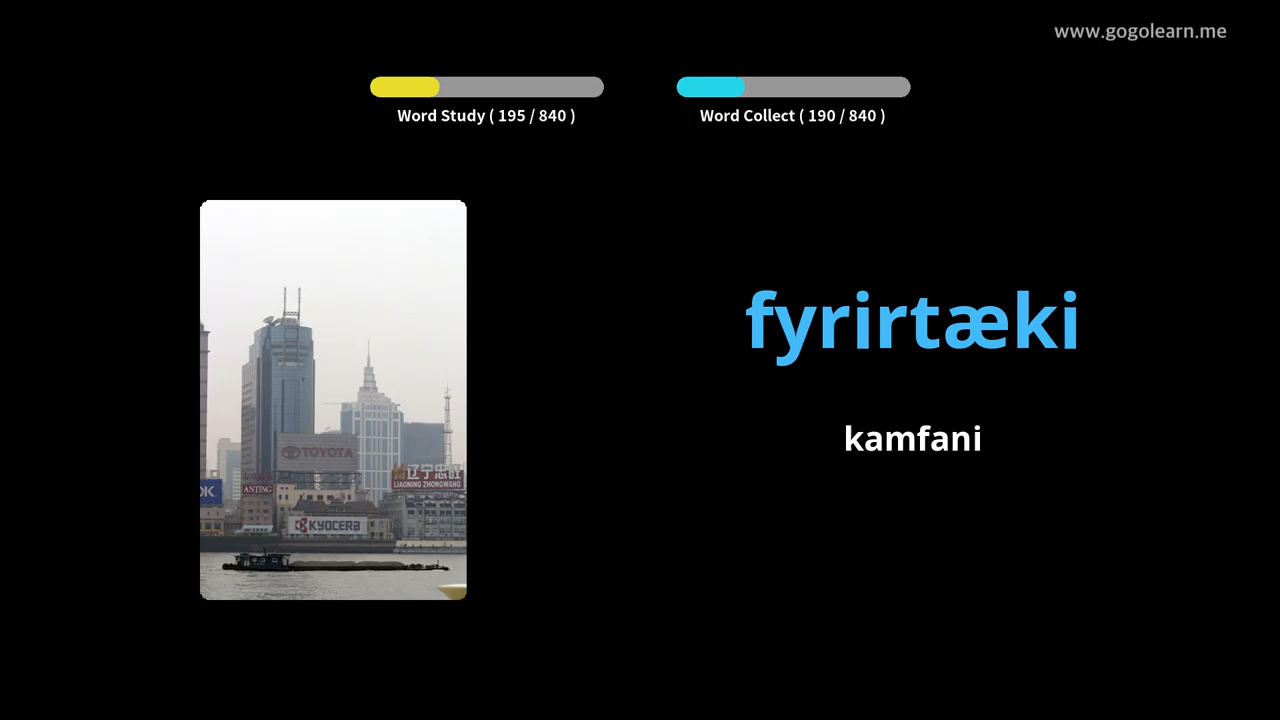 www.gogolearn.me
Word Study ( 195 / 840 )
Word Collect ( 190 / 840 )
fyrirtæki
kamfani
TOYOTA
辽宁忠旺
LIAONING ZHONGWANG
OK
ANTING
KYOCERA